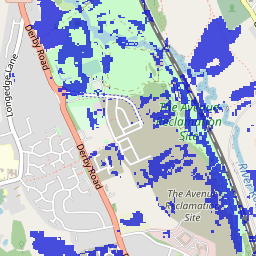 Derby Road
Longedge Lane
The Avenue
Reclamation
Site
Derby Road
River
The Avenue
Reclamation
Site